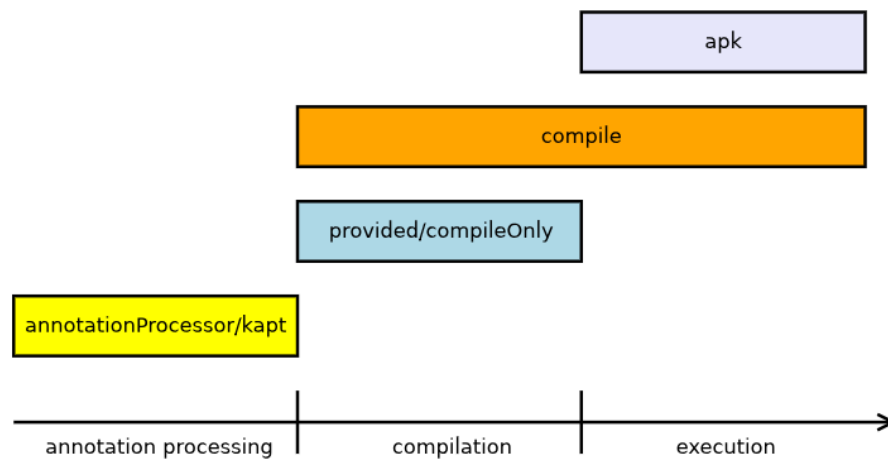 apk
compile
provided/compileOnly
annotationProcessor/kapt
annotation processing
compilation
execution